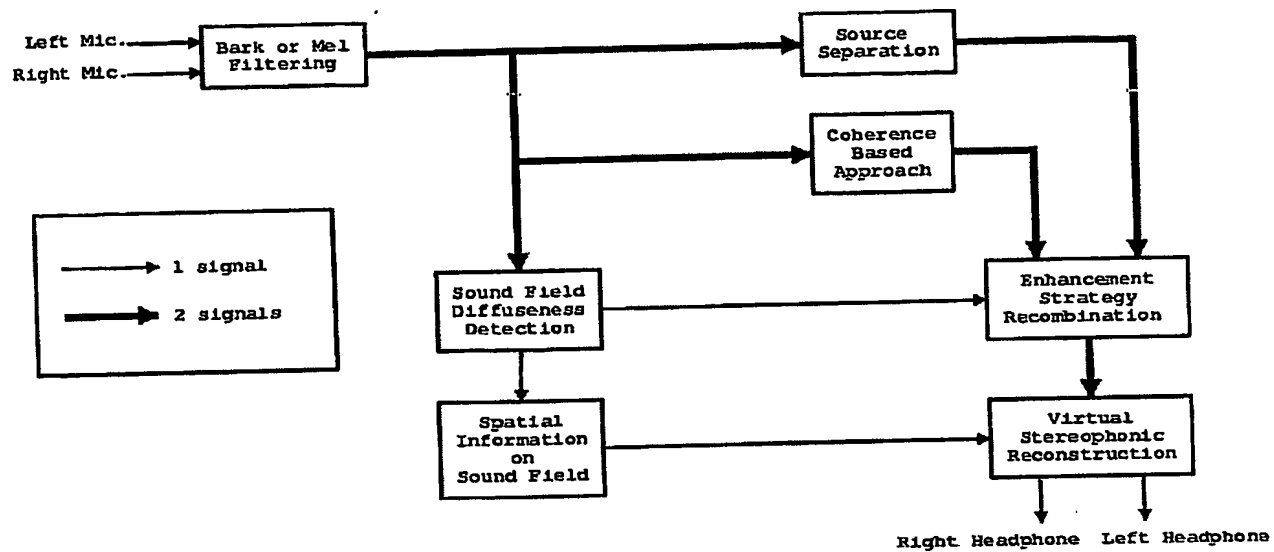 Left Mic.
Right Mic.
Bark or Mel
Filtering
Source
Separation
Coherence
Based
Approach
1 signal
2 signals
Sound Field
Diffuseness
Detection
Enhancement
Strategy
Recombination
Spatial
Information
on
Sound Field
Virtual
Stereophonic
Reconstruction
Right Headphone
Left Headphone